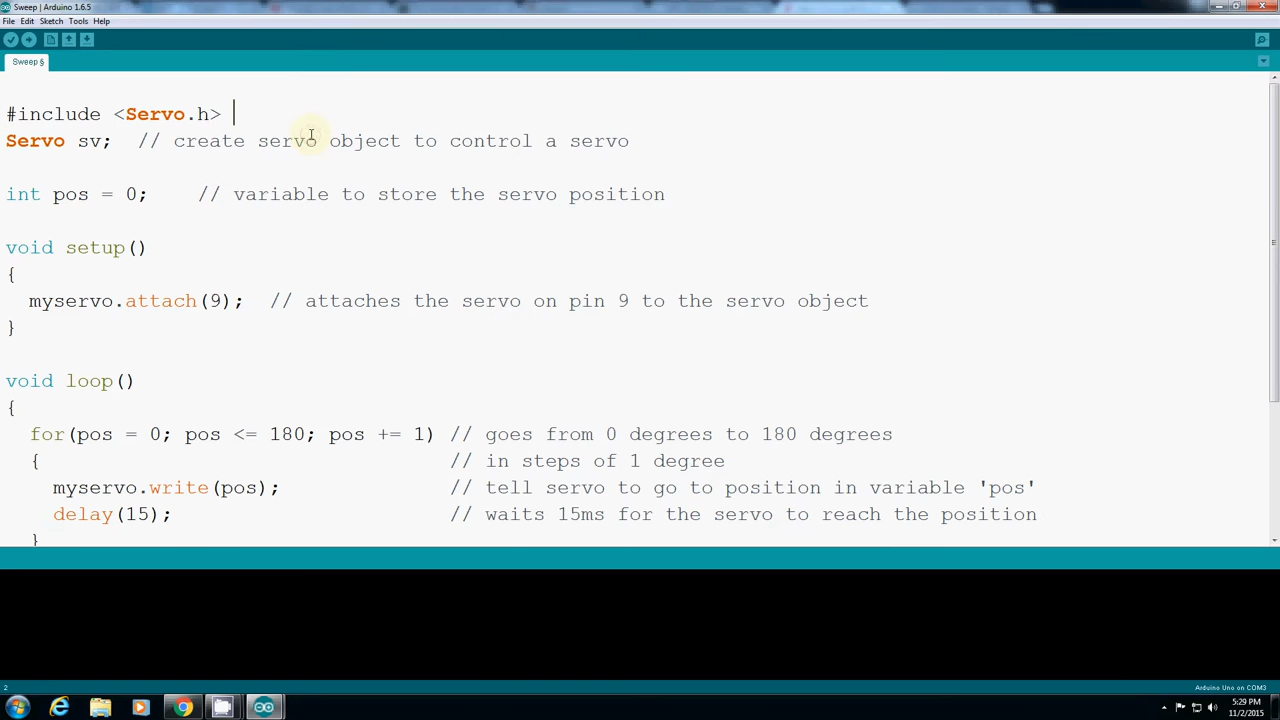 Sweep | Arduino 1.6.5
File Edit Sketch Tools Help
Sweep §
#include <Servo.h>
Servo sv;  // create servo object to control a servo
int pos = 0;    // variable to store the servo position
void setup()
{
  myservo.attach(9);  // attaches the servo on pin 9 to the servo object
}
void loop()
{
  for(pos = 0; pos <= 180; pos += 1) // goes from 0 degrees to 180 degrees
  {                                  // in steps of 1 degree
    myservo.write(pos);              // tell servo to go to position in variable 'pos'
    delay(15);                       // waits 15ms for the servo to reach the position
  }
2 Arduino Uno on COM3
5:29 PM
11/2/2015